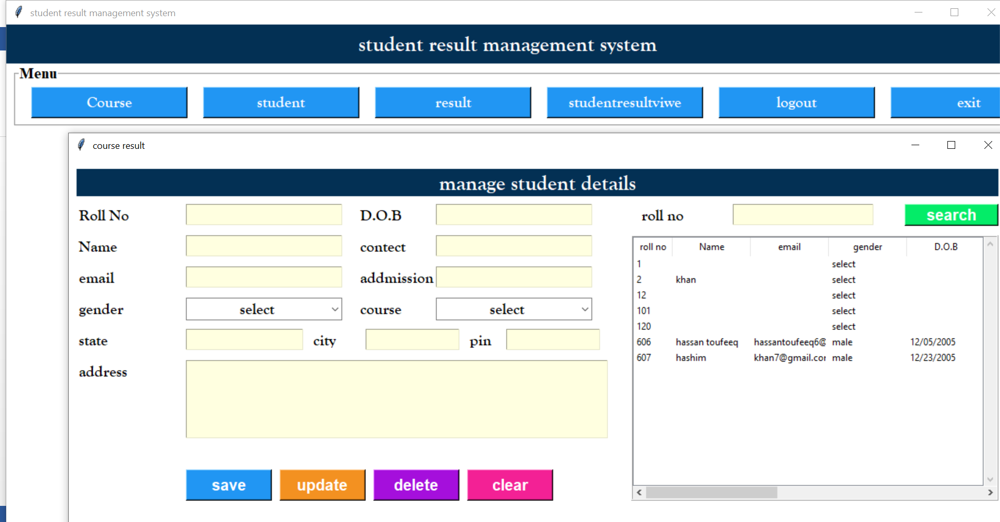 student result management system
student result management system
Menu
Course student result studentresultviwe logout exit
course result
manage student details
Roll No D.O.B roll no search
Name contect
email addmission
gender select course select
state city pin
address
save update delete clear
roll no Name email gender D.O.B
1 select
2 khan select
12 select
101 select
120 select
606 hassan toufeeq hassantoufeeq6@ male 12/05/2005
607 hashim khan7@gmail.cor male 12/23/2005